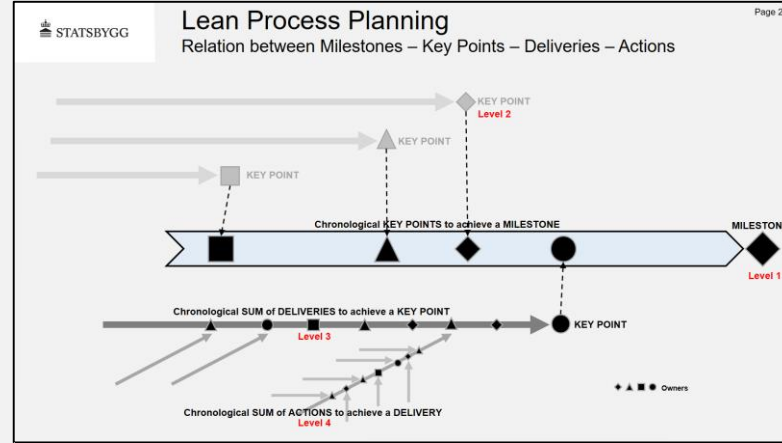 STATSBYGG
Lean Process Planning
Page 2
Relation between Milestones – Key Points – Deliveries – Actions
KEY POINT
Level 2
KEY POINT
KEY POINT
Chronological KEY POINTS to achieve a MILESTONE
MILESTON
Level 1
Chronological SUM of DELIVERIES to achieve a KEY POINT
Level 3
KEY POINT
Owners
Chronological SUM of ACTIONS to achieve a DELIVERY
Level 4